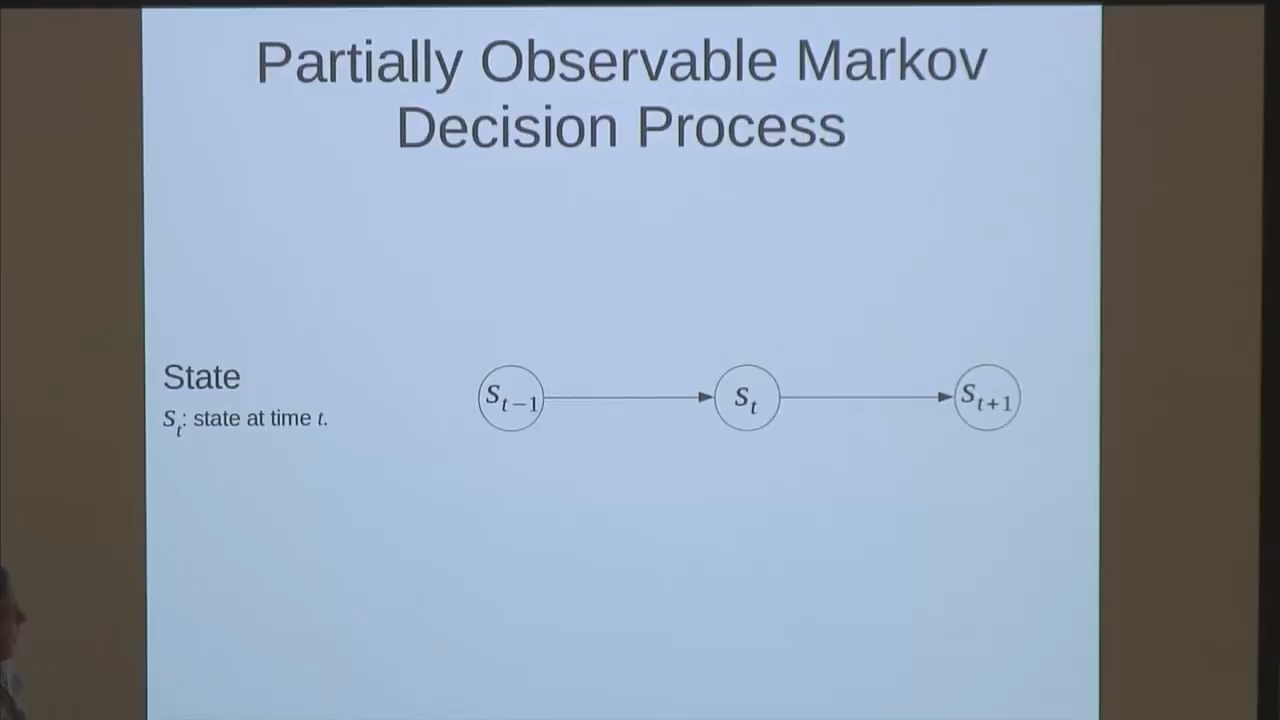 Partially Observable Markov
Decision Process
State
S_t: state at time t.
S_{t−1}
S_t
S_{t+1}